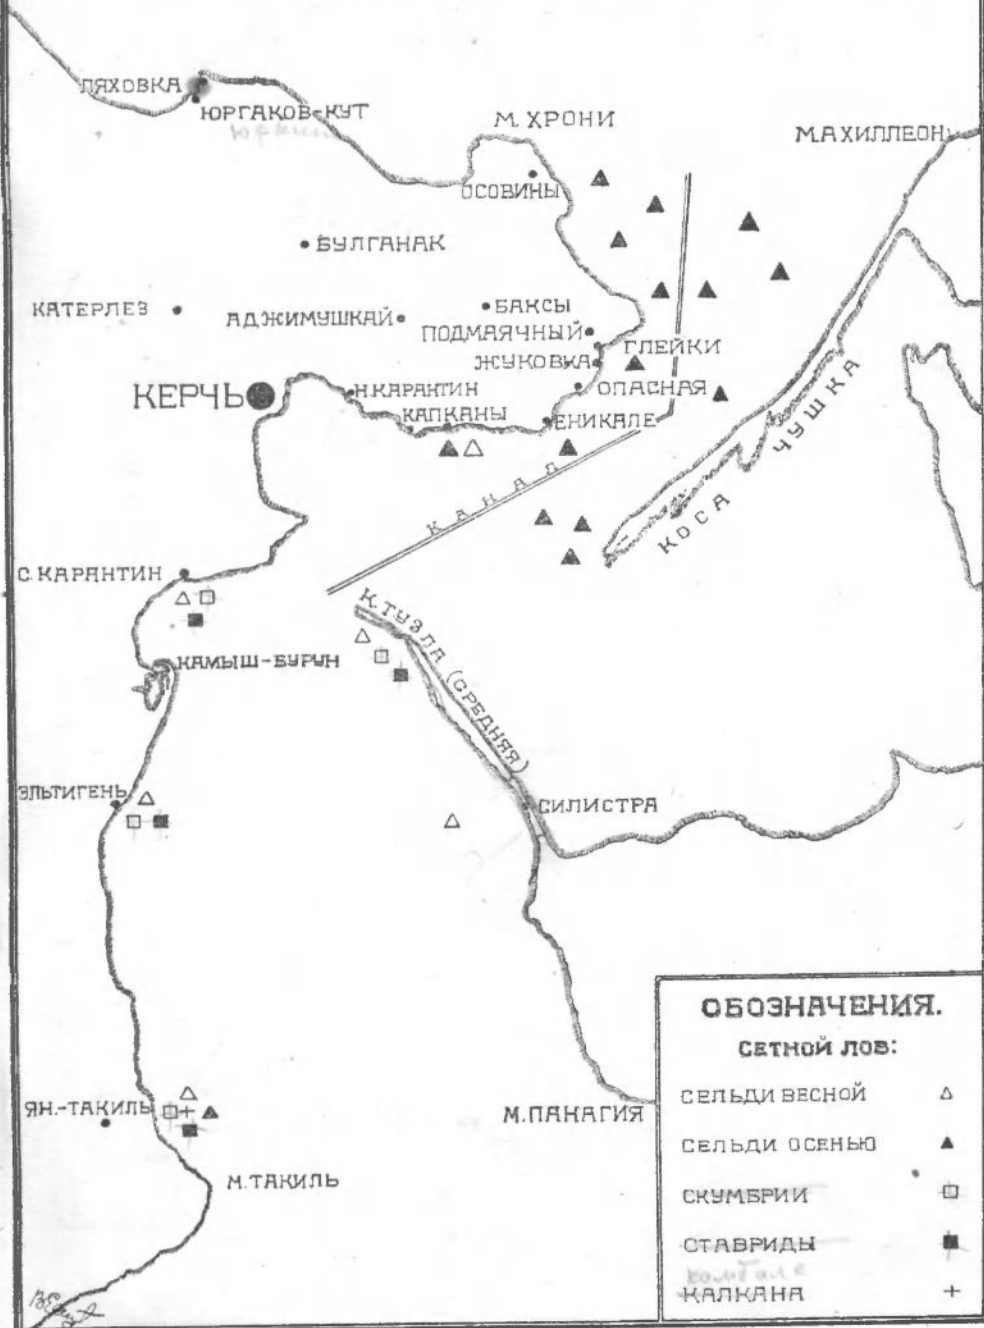 ЛЯХОВКА
ЮРГАКОВ-КУТ
М. ХРОНИ
М.АХИЛЛЕОН
ОСОВИНЫ
БУЛГАНАК
КАТЕРЛЕЗ
АДЖИМУШКАЙ
БАКСЫ
ПОДМАЯЧНЫЙ
ГЛЕЙКИ
ЖУКОВКА
КЕРЧЬ
Н.КАРАНТИН
ОПАСНАЯ
КАПКАНЫ
ЕНИКАЛЕ
КОСА ЧУШКА
КАНАЛ
С.КАРАНТИН
К.ТУЗЛА (СРЕДНЯЯ)
КАМЫШ-БУРУН
ЭЛЬТИГЕНЬ
СИЛИСТРА
ЯН.-ТАКИЛЬ
М.ПАНАГИЯ
М.ТАКИЛЬ
ОБОЗНАЧЕНИЯ.
СЕТНОЙ ЛОВ:
СЕЛЬДИ ВЕСНОЙ
СЕЛЬДИ ОСЕНЬЮ
СКУМБРИИ
СТАВРИДЫ
КАЛКАНА